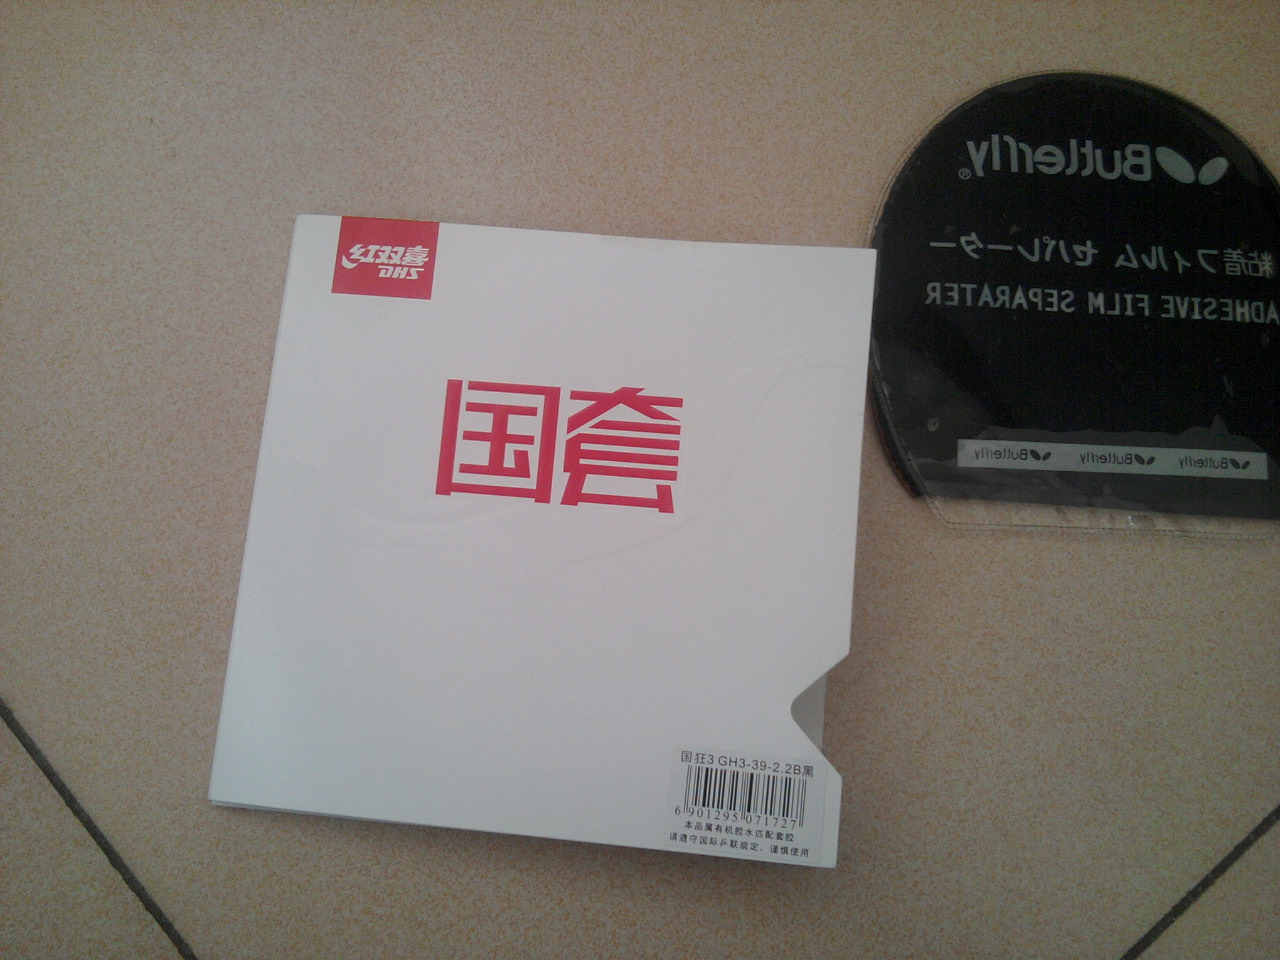 红双喜
DHS
国套
国狂3 GH3-39-2.2B黑
6 901295 071727
本品属有机胶水匹配套胶
请遵守国际乒联规定，谨慎使用
Butterfly®
粘着フィルム セパレーター
ADHESIVE FILM SEPARATER
Butterfly Butterfly Butterfly